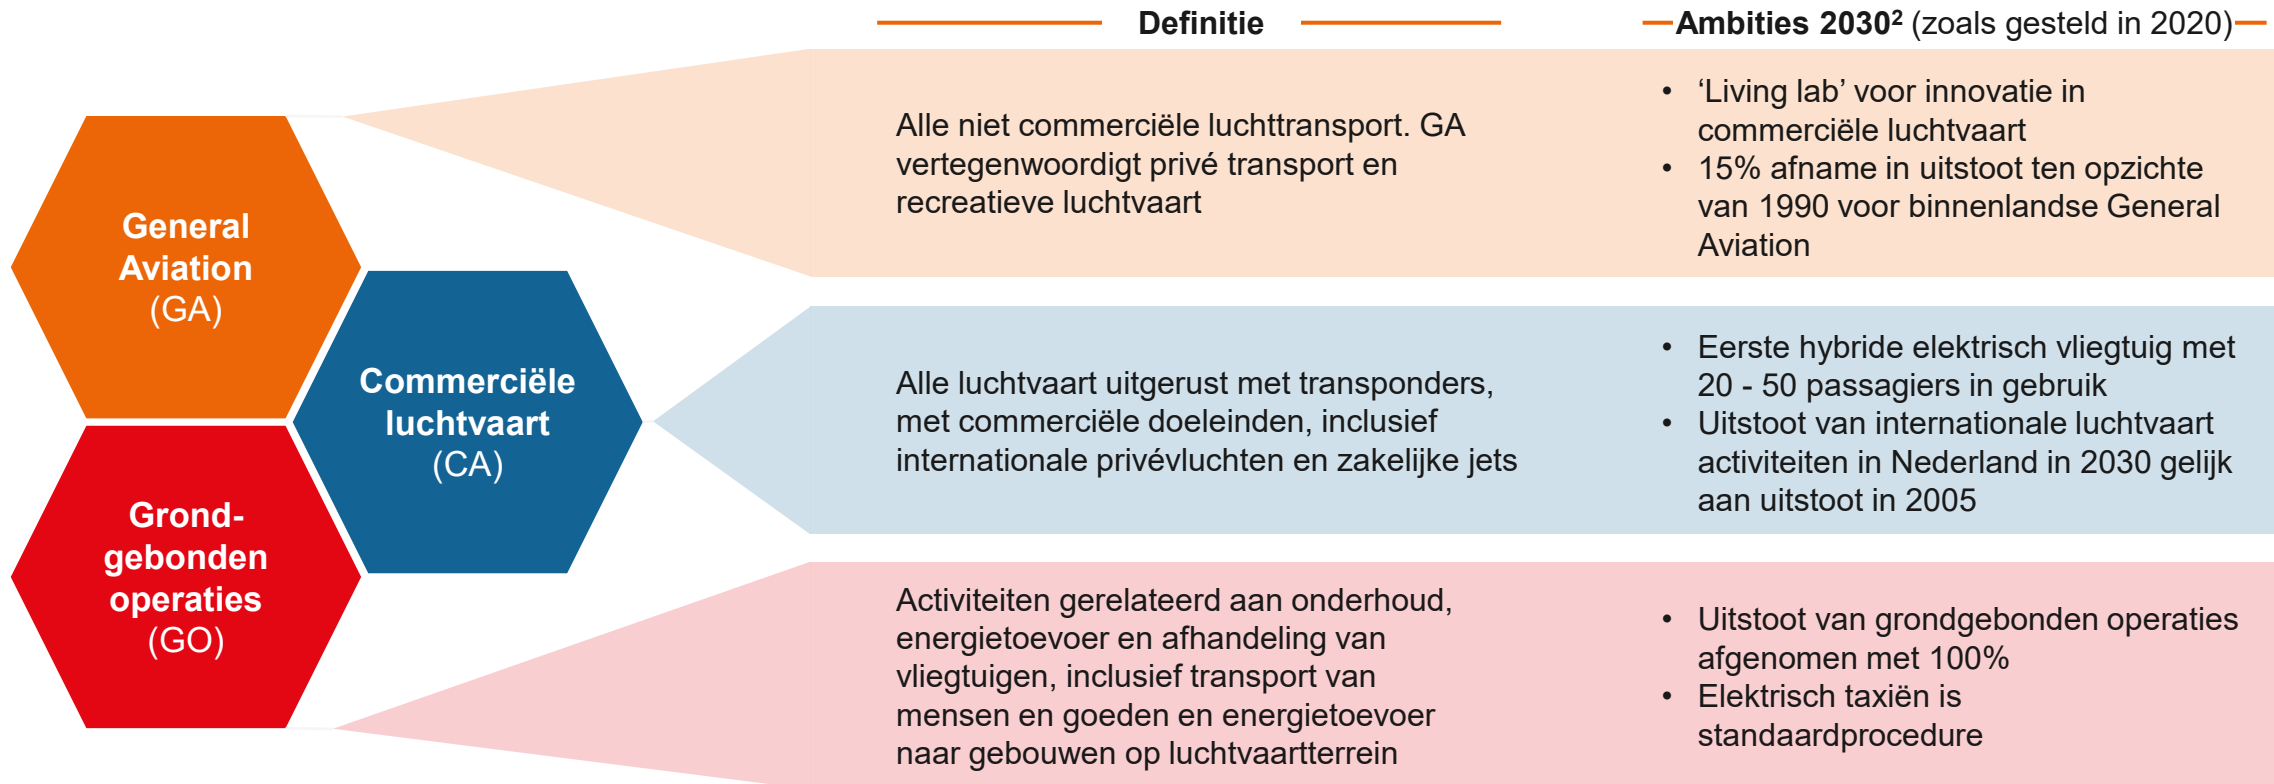 Definitie
Ambities 2030² (zoals gesteld in 2020)
General
Aviation
(GA)
Alle niet commerciële luchttransport. GA
vertegenwoordigt privé transport en
recreatieve luchtvaart
• ‘Living lab’ voor innovatie in
commerciële luchtvaart
• 15% afname in uitstoot ten opzichte
van 1990 voor binnenlandse General
Aviation
Commerciële
luchtvaart
(CA)
Alle luchtvaart uitgerust met transponders,
met commerciële doeleinden, inclusief
internationale privévluchten en zakelijke jets
• Eerste hybride elektrisch vliegtuig met
20 - 50 passagiers in gebruik
• Uitstoot van internationale luchtvaart
activiteiten in Nederland in 2030 gelijk
aan uitstoot in 2005
Grond-
gebonden
operaties
(GO)
Activiteiten gerelateerd aan onderhoud,
energietoevoer en afhandeling van
vliegtuigen, inclusief transport van
mensen en goeden en energietoevoer
naar gebouwen op luchtvaartterrein
• Uitstoot van grondgebonden operaties
afgenomen met 100%
• Elektrisch taxiën is
standaardprocedure